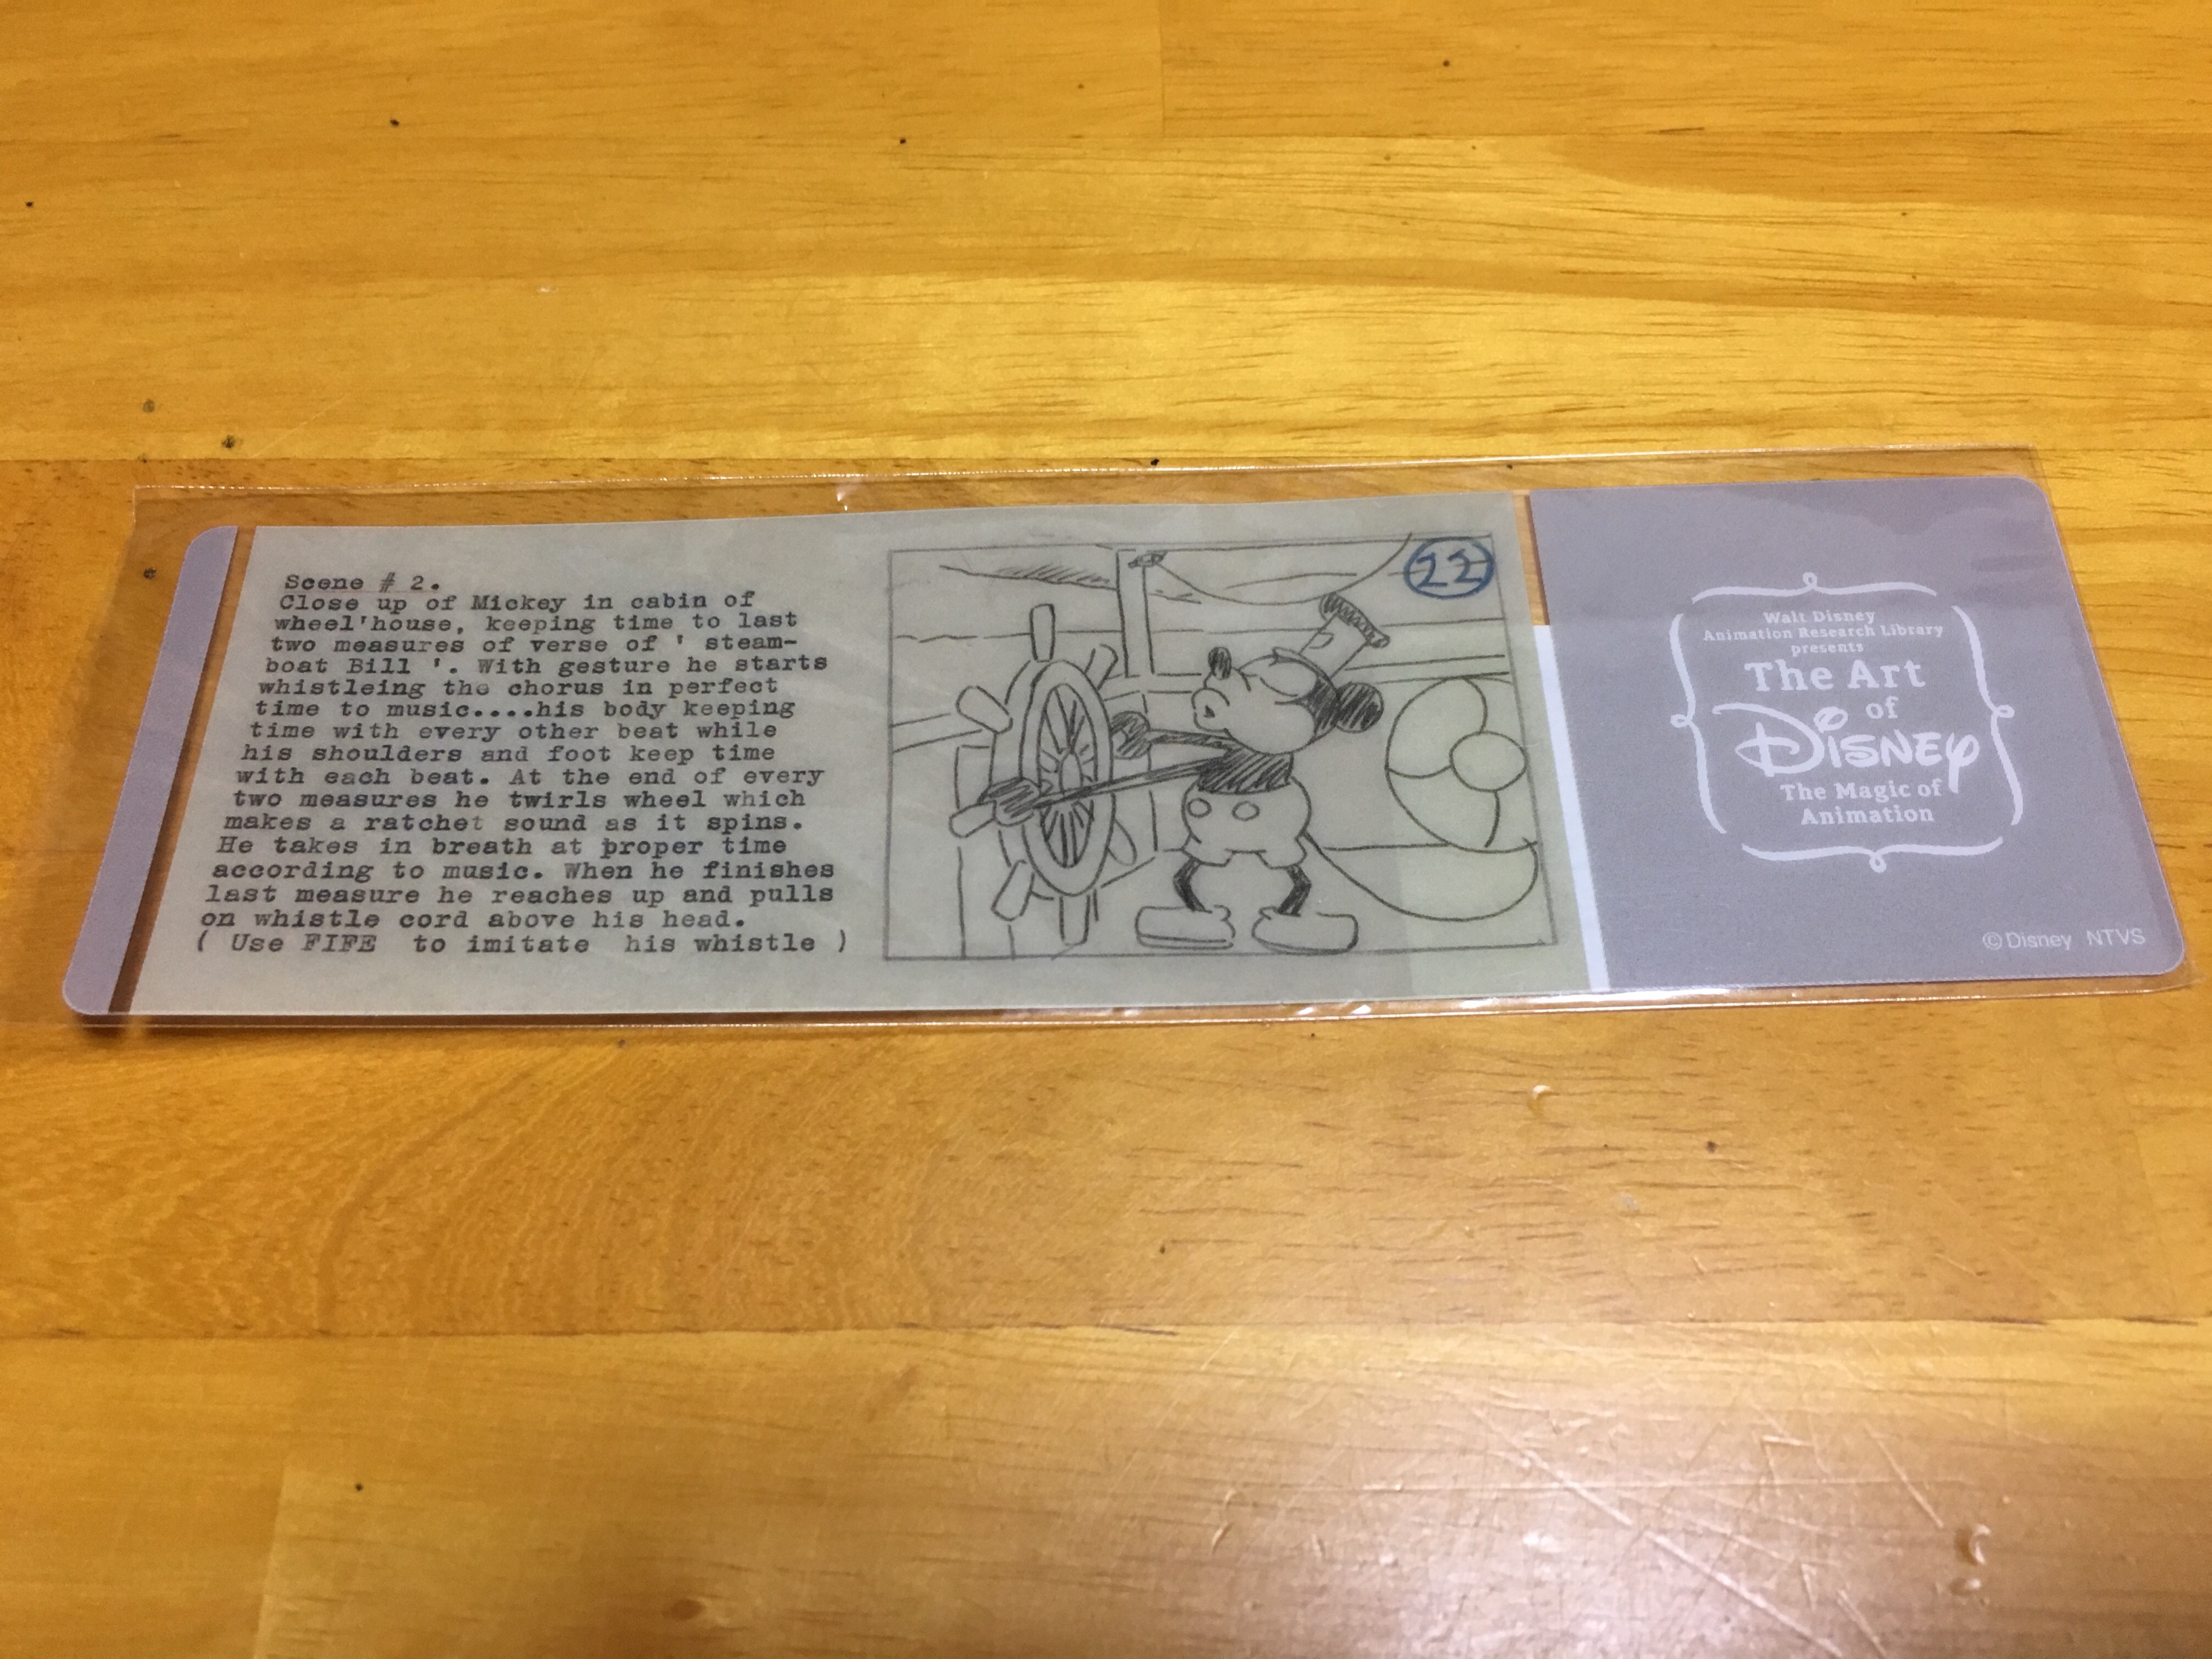 Scene # 2.
Close up of Mickey in cabin of
wheel'house, keeping time to last
two measures of verse of ' steam-
boat Bill '. With gesture he starts
whistleing the chorus in perfect
time to music....his body keeping
time with every other beat while
his shoulders and foot keep time
with each beat. At the end of every
two measures he twirls wheel which
makes a ratchet sound as it spins.
He takes in breath at proper time
according to music. When he finishes
last measure he reaches up and pulls
on whistle cord above his head.
( Use FIFE to imitate his whistle )
22
Walt Disney
Animation Research Library
presents
The Art
of
Disney
The Magic of
Animation
©Disney NTVS